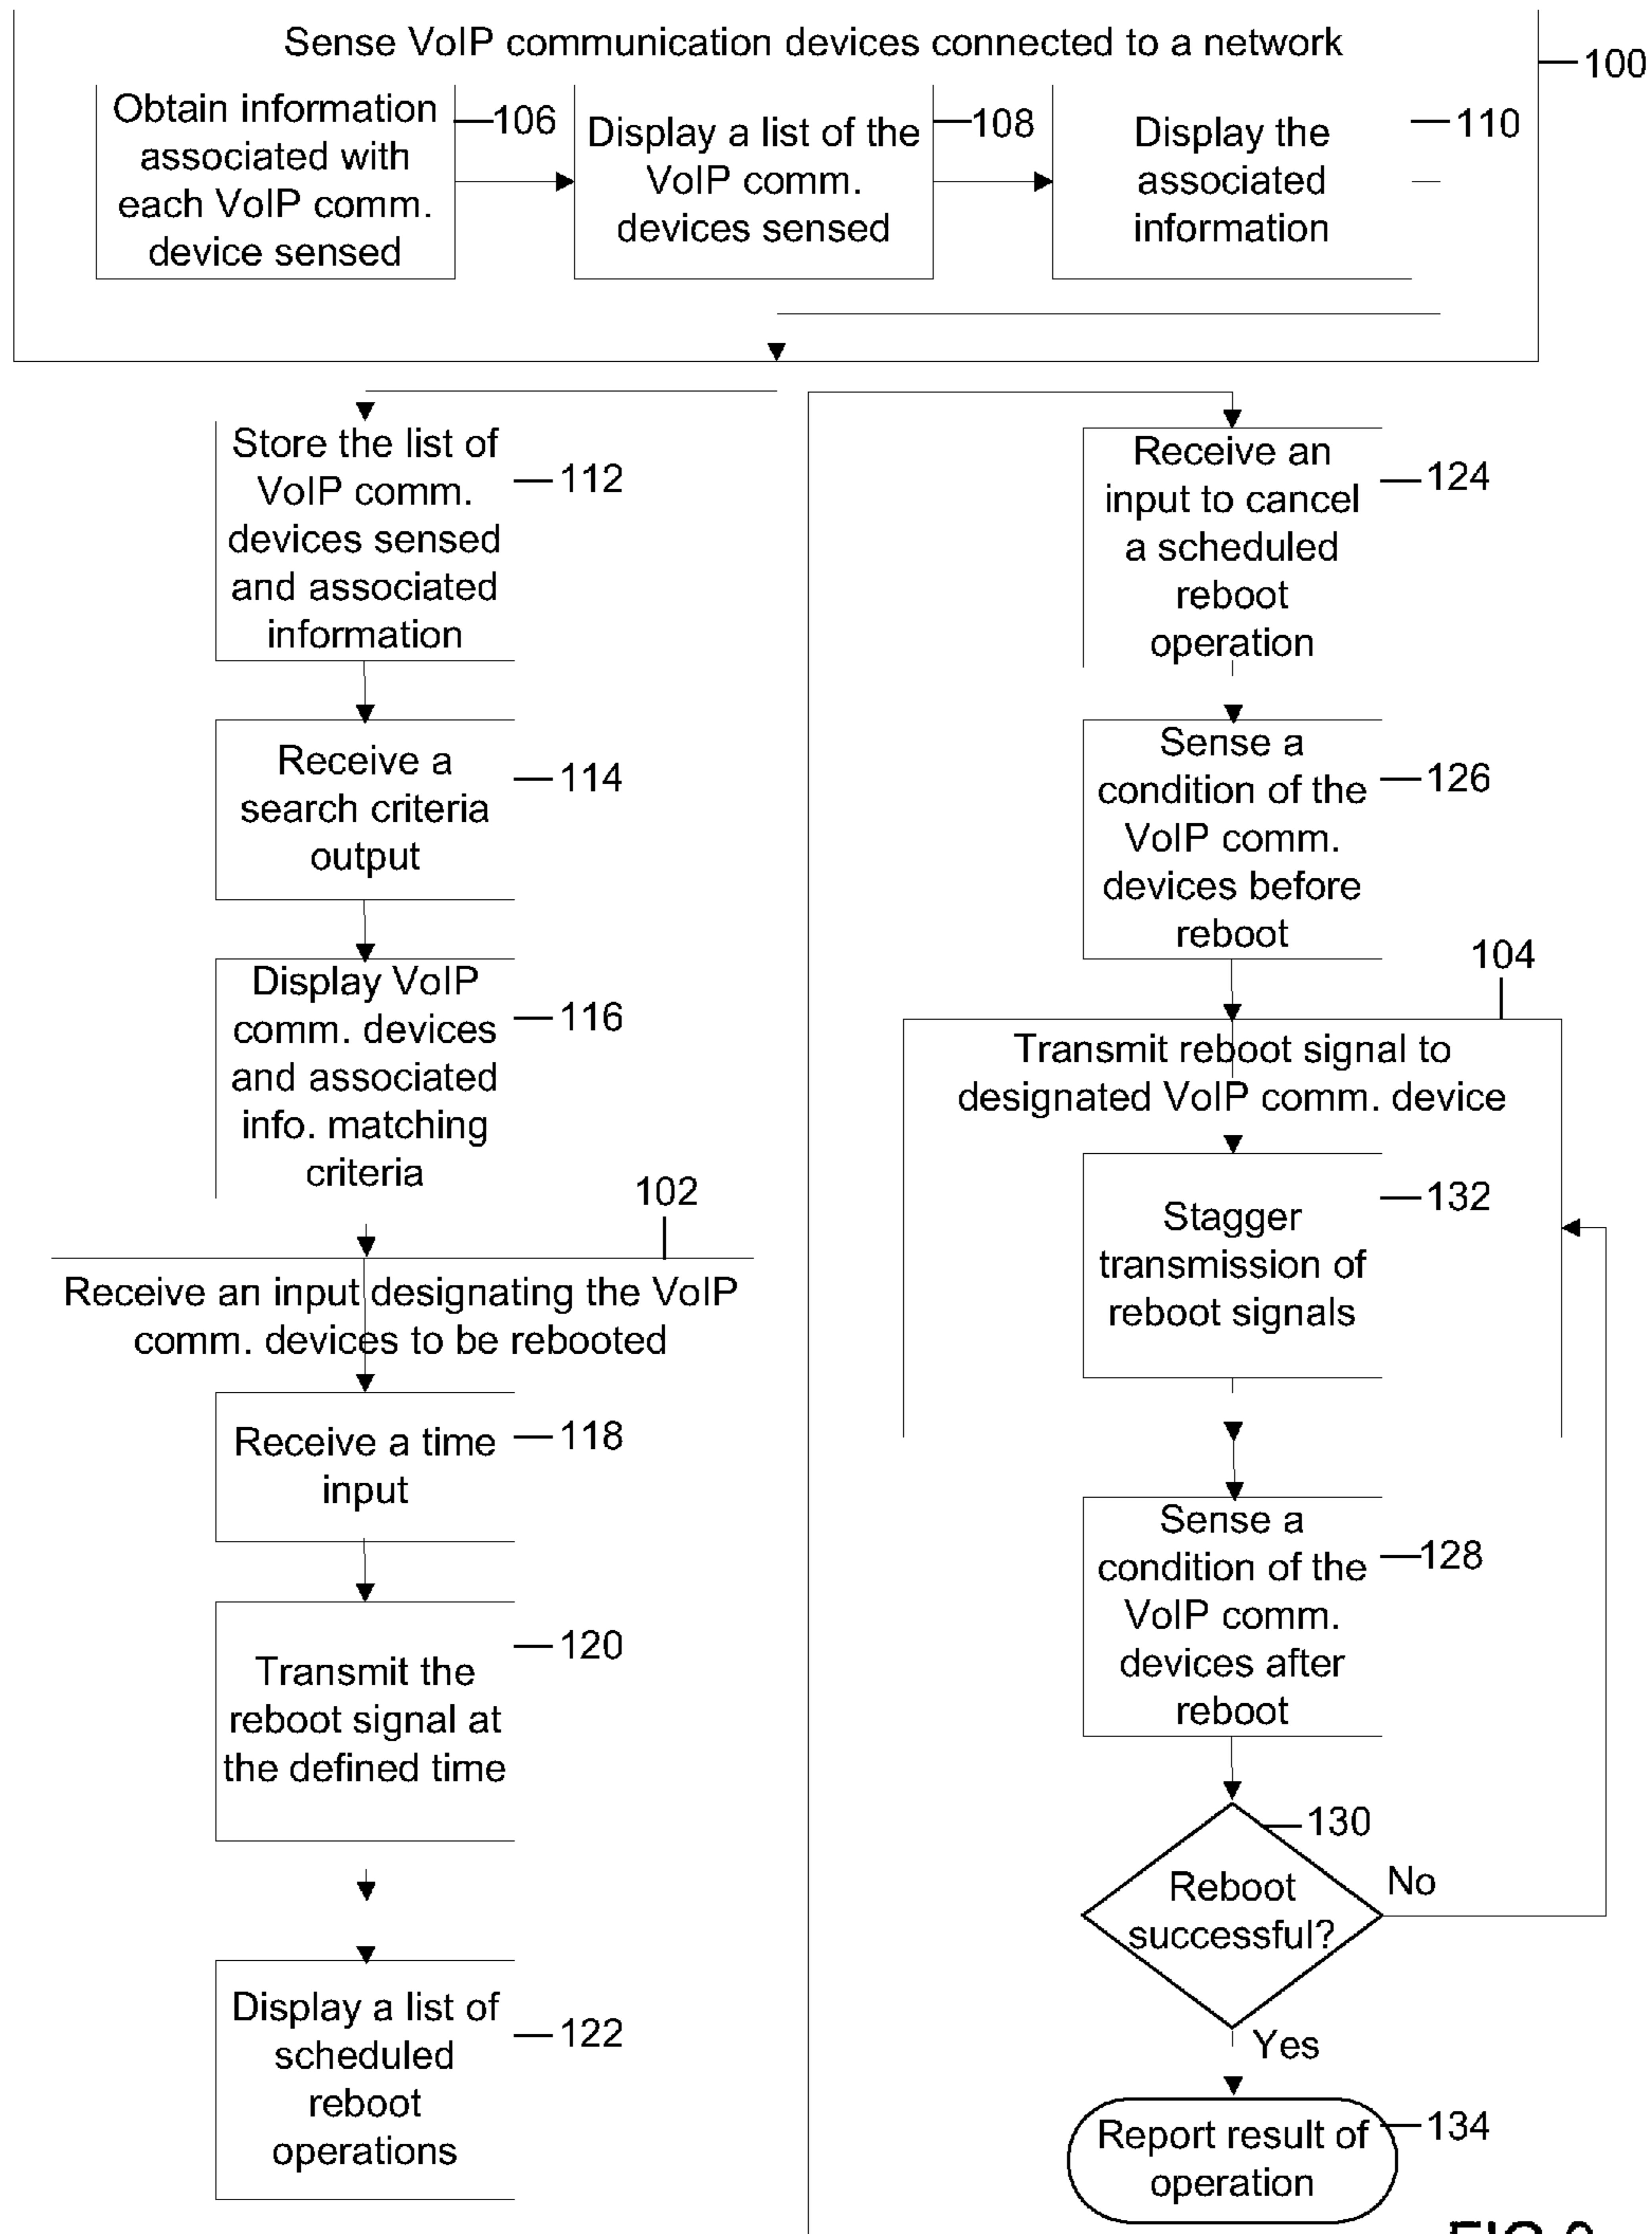 Sense VoIP communication devices connected to a network
100
Obtain information
associated with
each VoIP comm.
device sensed
106
Display a list of the
VoIP comm.
devices sensed
108
Display the
associated
information
110
Store the list of
VoIP comm.
devices sensed
and associated
information
112
Receive a
search criteria
output
114
Display VoIP
comm. devices
and associated
info. matching
criteria
116
102
Receive an input designating the VoIP
comm. devices to be rebooted
Receive a time
input
118
Transmit the
reboot signal at
the defined time
120
Display a list of
scheduled
reboot
operations
122
Receive an
input to cancel
a scheduled
reboot
operation
124
Sense a
condition of the
VoIP comm.
devices before
reboot
126
104
Transmit reboot signal to
designated VoIP comm. device
Stagger
transmission of
reboot signals
132
Sense a
condition of the
VoIP comm.
devices after
reboot
128
130
Reboot
successful?
No
Yes
Report result of
operation
134